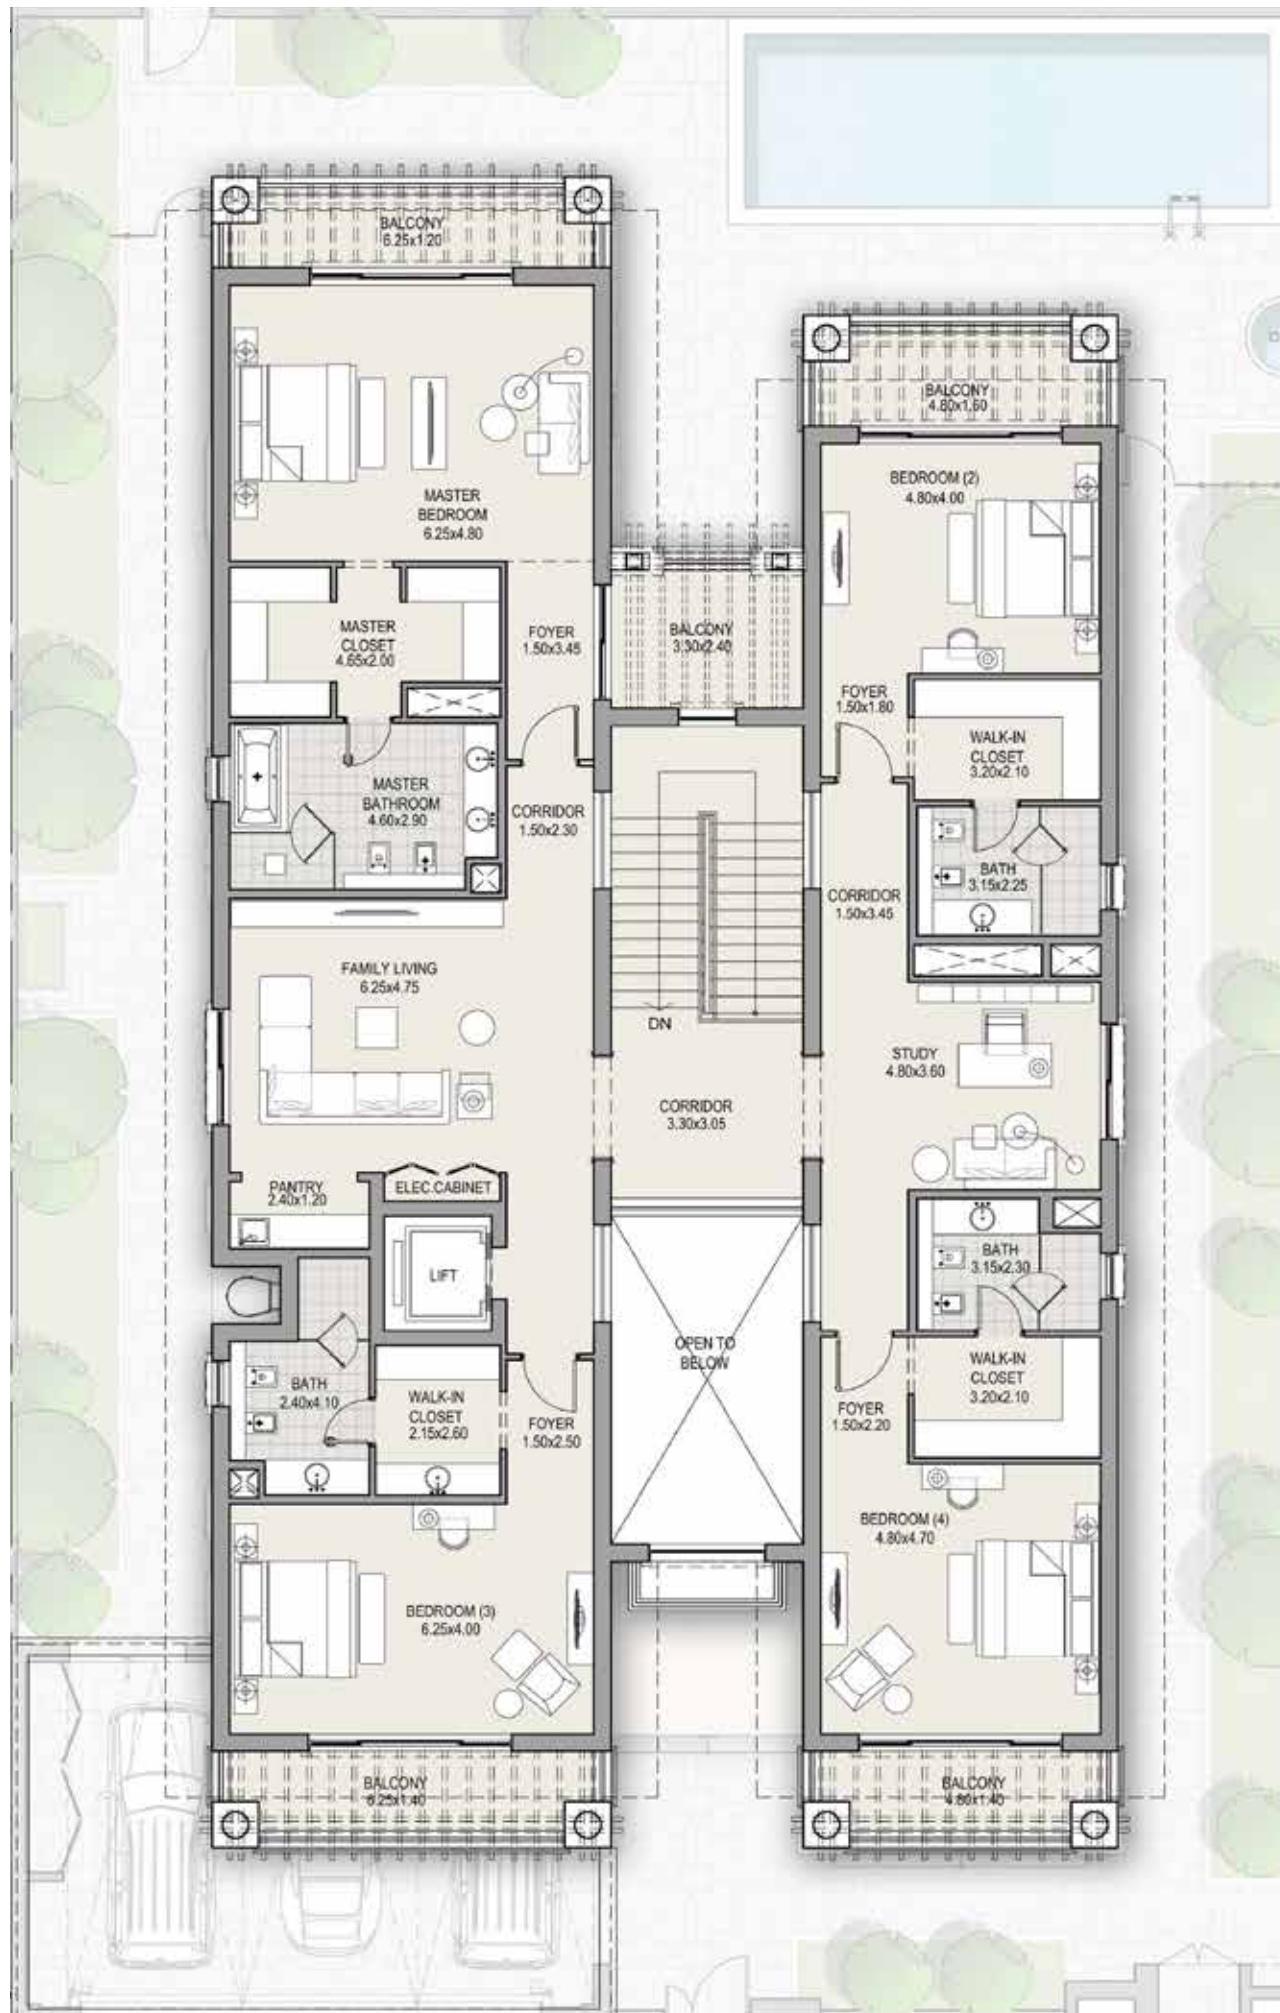 BALCONY
6.25x1.20
BALCONY
4.80x1.60
MASTER
BEDROOM
6.25x4.80
BEDROOM (2)
4.80x4.00
MASTER
CLOSET
4.65x2.00
FOYER
1.50x3.45
BALCONY
3.30x2.40
FOYER
1.50x1.80
WALK-IN
CLOSET
3.20x2.10
MASTER
BATHROOM
4.60x2.90
CORRIDOR
1.50x2.30
BATH
3.15x2.25
CORRIDOR
1.50x3.45
FAMILY LIVING
6.25x4.75
DN
STUDY
4.80x3.60
CORRIDOR
3.30x3.05
PANTRY
2.40x1.20
ELEC.CABINET
LIFT
BATH
3.15x2.30
OPEN TO
BELOW
BATH
2.40x4.10
WALK-IN
CLOSET
2.15x2.60
FOYER
1.50x2.50
WALK-IN
CLOSET
3.20x2.10
FOYER
1.50x2.20
BEDROOM (4)
4.80x4.70
BEDROOM (3)
6.25x4.00
BALCONY
6.25x1.40
BALCONY
4.80x1.40